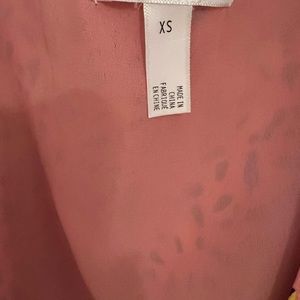 XS
MADE IN
CHINA
FABRIQUÉ
EN CHINE